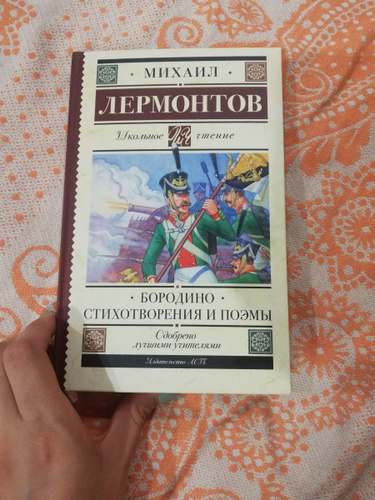 МИХАИЛ
ЛЕРМОНТОВ
Школьное чтение
БОРОДИНО
СТИХОТВОРЕНИЯ И ПОЭМЫ
Одобрено
лучшими учителями
Издательство АСТ